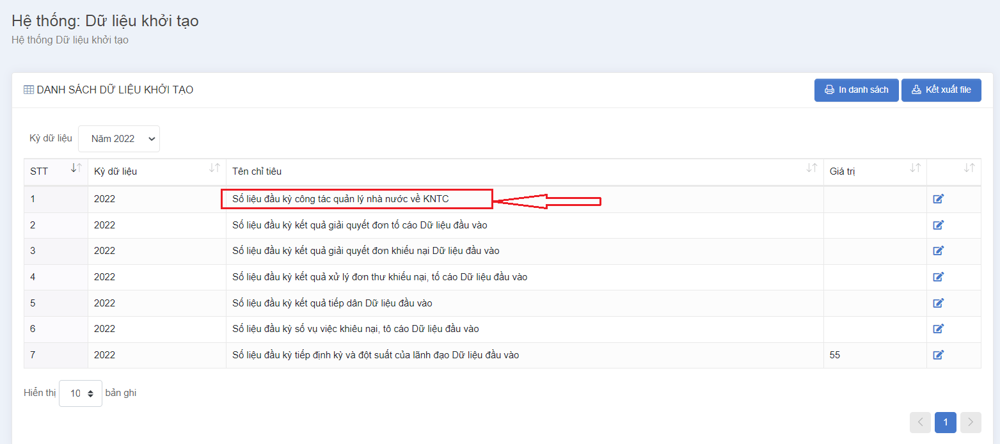 Hệ thống: Dữ liệu khởi tạo
Hệ thống Dữ liệu khởi tạo
DANH SÁCH DỮ LIỆU KHỞI TẠO
In danh sách
Kết xuất file
Kỳ dữ liệu Năm 2022
STT Kỳ dữ liệu Tên chỉ tiêu Giá trị
1 2022 Số liệu đầu kỳ công tác quản lý nhà nước về KNTC
2 2022 Số liệu đầu kỳ kết quả giải quyết đơn tố cáo Dữ liệu đầu vào
3 2022 Số liệu đầu kỳ kết quả giải quyết đơn khiếu nại Dữ liệu đầu vào
4 2022 Số liệu đầu kỳ kết quả xử lý đơn thư khiếu nại, tố cáo Dữ liệu đầu vào
5 2022 Số liệu đầu kỳ kết quả tiếp dân Dữ liệu đầu vào
6 2022 Số liệu đầu kỳ số vụ việc khiêu nại, tô cáo Dữ liệu đầu vào
7 2022 Số liệu đầu kỳ tiếp định kỳ và đột suất của lãnh đạo Dữ liệu đầu vào 55
Hiển thị 10 bản ghi
1